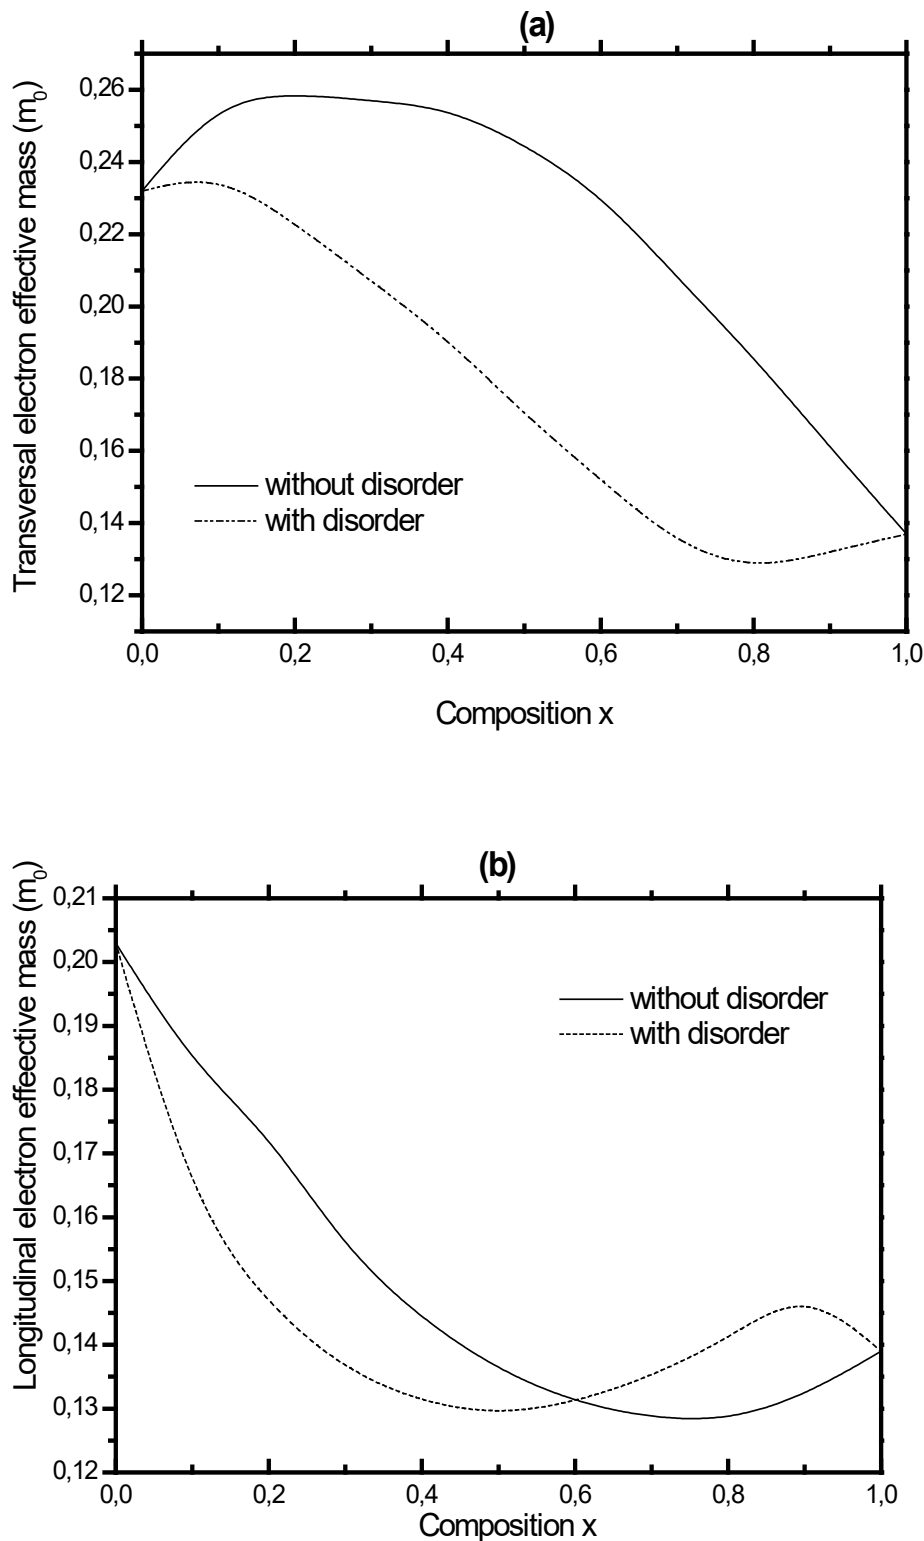 (a)
Transversal electron effective mass (m0)
0,26
0,24
0,22
0,20
0,18
0,16
0,14
0,12
without disorder
with disorder
0,0 0,2 0,4 0,6 0,8 1,0
Composition x
(b)
Longitudinal electron effeective mass (m0)
0,21
0,20
0,19
0,18
0,17
0,16
0,15
0,14
0,13
0,12
without disorder
with disorder
0,0 0,2 0,4 0,6 0,8 1,0
Composition x